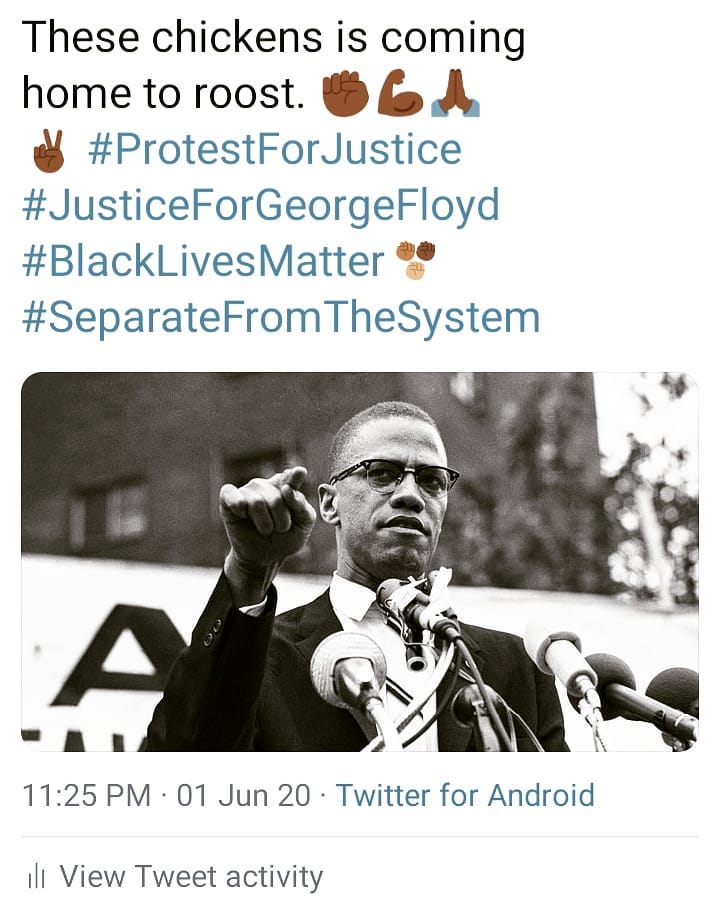 These chickens is coming
home to roost. ✊🏾💪🏾🙏🏾
✌🏾 #ProtestForJustice
#JusticeForGeorgeFloyd
#BlackLivesMatter ✊🏽✊🏾✊🏼
#SeparateFromTheSystem
A
11:25 PM · 01 Jun 20 · Twitter for Android
View Tweet activity